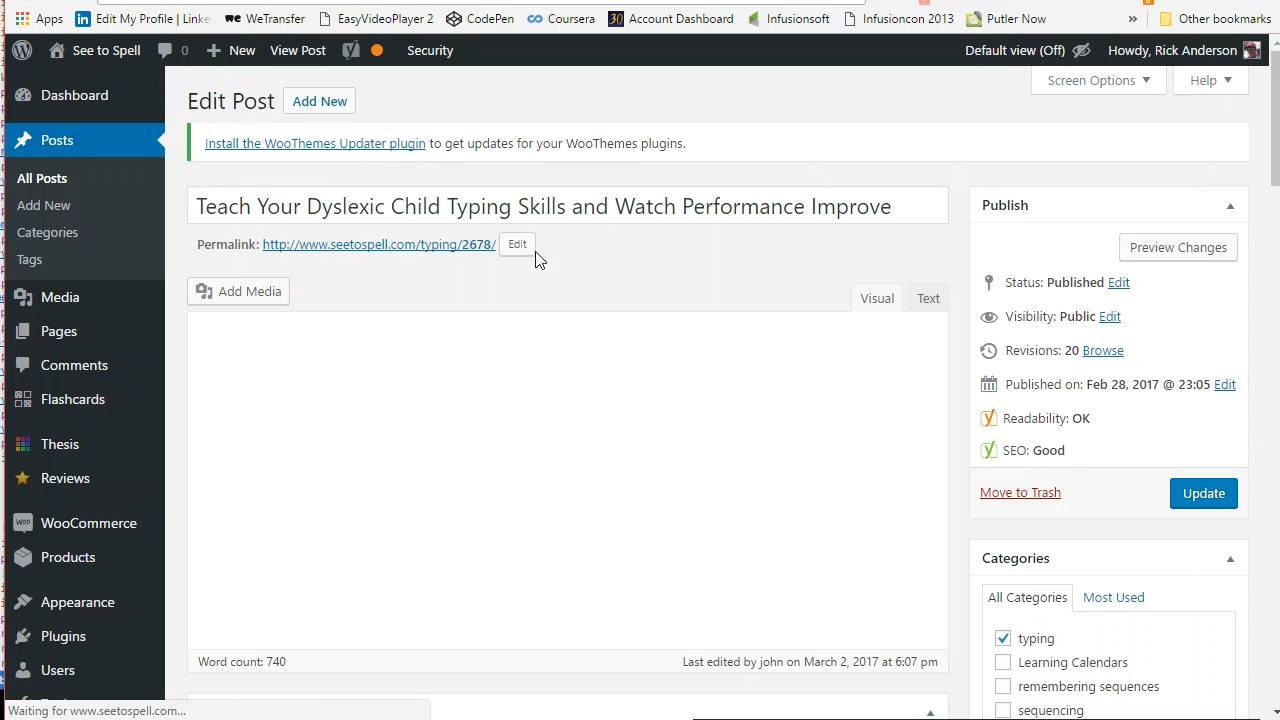 Apps
Edit My Profile | Linke
WeTransfer
EasyVideoPlayer 2
CodePen
Coursera
30
Account Dashboard
Infusionsoft
Infusioncon 2013
Putler Now
»
Other bookmarks
See to Spell
0
New
View Post
Security
Default view (Off)
Howdy, Rick Anderson
Screen Options
Help
Dashboard
Posts
All Posts
Add New
Categories
Tags
Media
Pages
Comments
Flashcards
Thesis
Reviews
WooCommerce
Products
Appearance
Plugins
Users
Edit Post
Add New
Install the WooThemes Updater plugin to get updates for your WooThemes plugins.
Teach Your Dyslexic Child Typing Skills and Watch Performance Improve
Permalink: http://www.seetospell.com/typing/2678/ Edit
Add Media
Visual
Text
Word count: 740
Last edited by john on March 2, 2017 at 6:07 pm
Publish
Preview Changes
Status: Published Edit
Visibility: Public Edit
Revisions: 20 Browse
Published on: Feb 28, 2017 @ 23:05 Edit
Readability: OK
SEO: Good
Move to Trash
Update
Categories
All Categories
Most Used
typing
Learning Calendars
remembering sequences
sequencing
Waiting for www.seetospell.com...